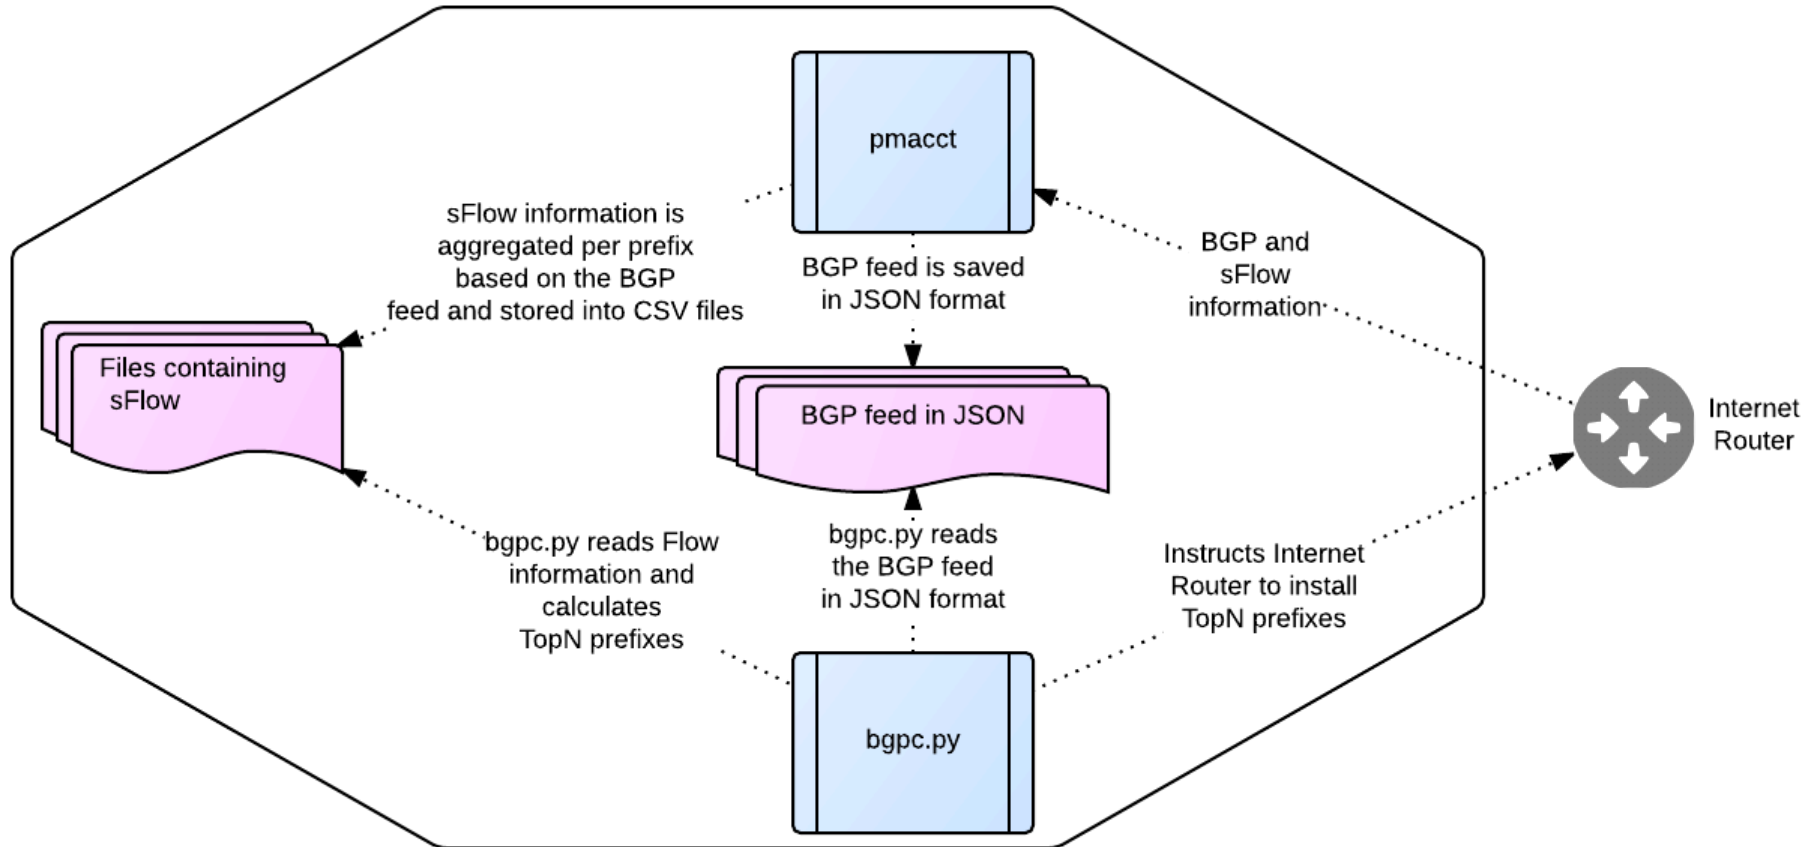 pmacct
sFlow information is
aggregated per prefix
based on the BGP
feed and stored into CSV files
BGP feed is saved
in JSON format
BGP and
sFlow
information
Files containing
sFlow
BGP feed in JSON
Internet
Router
bgpc.py reads Flow
information and
calculates
TopN prefixes
bgpc.py reads
the BGP feed
in JSON format
Instructs Internet
Router to install
TopN prefixes
bgpc.py